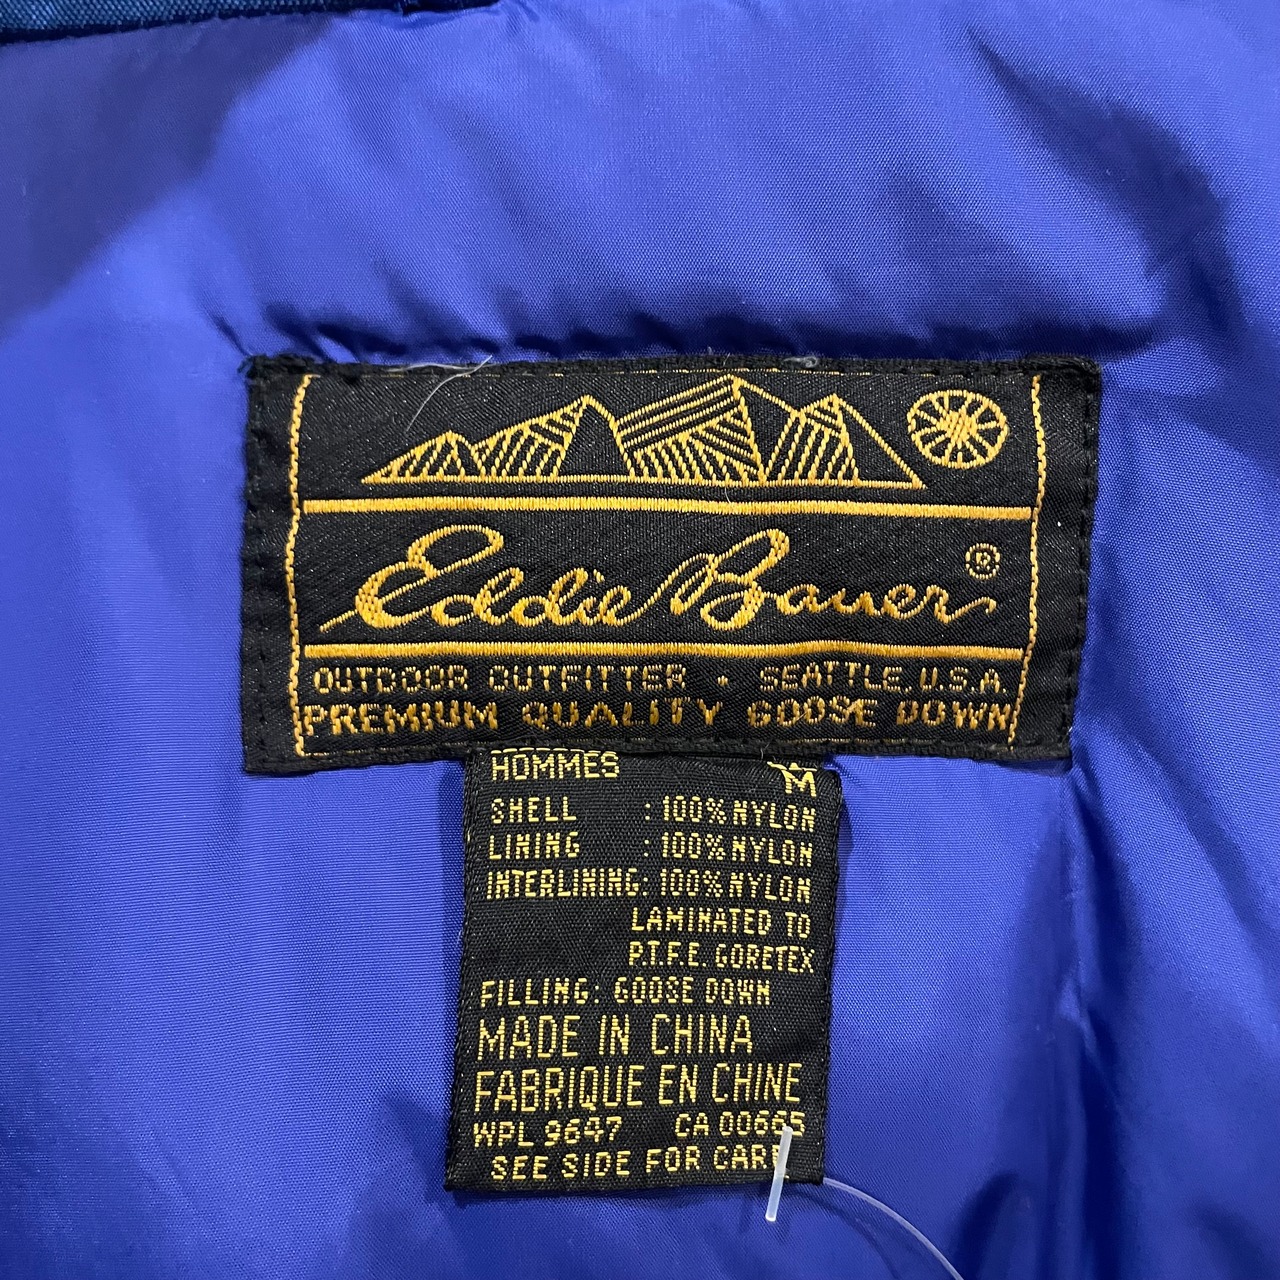 Eddie Bauer ®
OUTDOOR OUTFITTER · SEATTLE, U.S.A.
PREMIUM QUALITY GOOSE DOWN
HOMMES M
SHELL : 100% NYLON
LINING : 100% NYLON
INTERLINING: 100% NYLON
LAMINATED TO
P.T.F.E. GORETEX
FILLING: GOOSE DOWN
MADE IN CHINA
FABRIQUE EN CHINE
WPL 9647 CA 00665
SEE SIDE FOR CARE